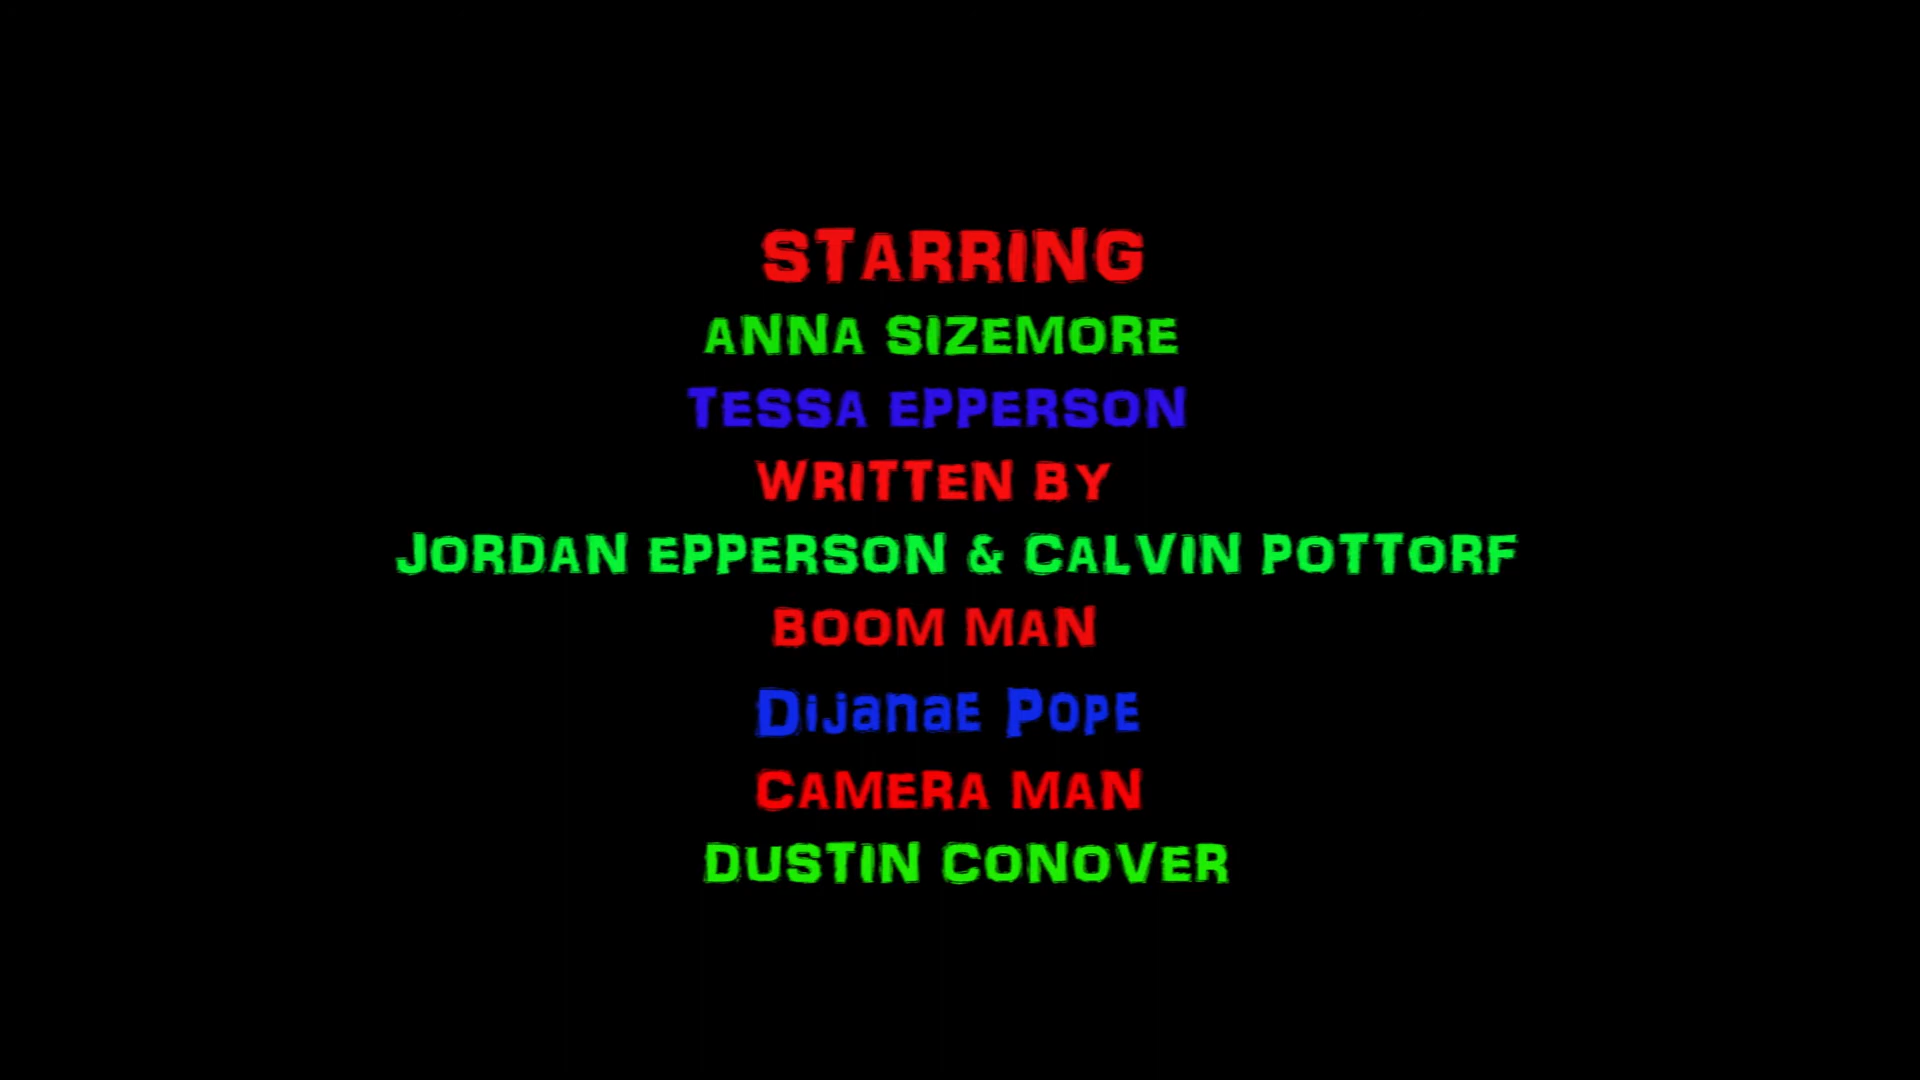 STARRING
ANNA SIZEMORE
TESSA EPPERSON
WRITTEN BY
JORDAN EPPERSON & CALVIN POTTORF
BOOM MAN
Dijanae Pope
CAMERA MAN
DUSTIN CONOVER